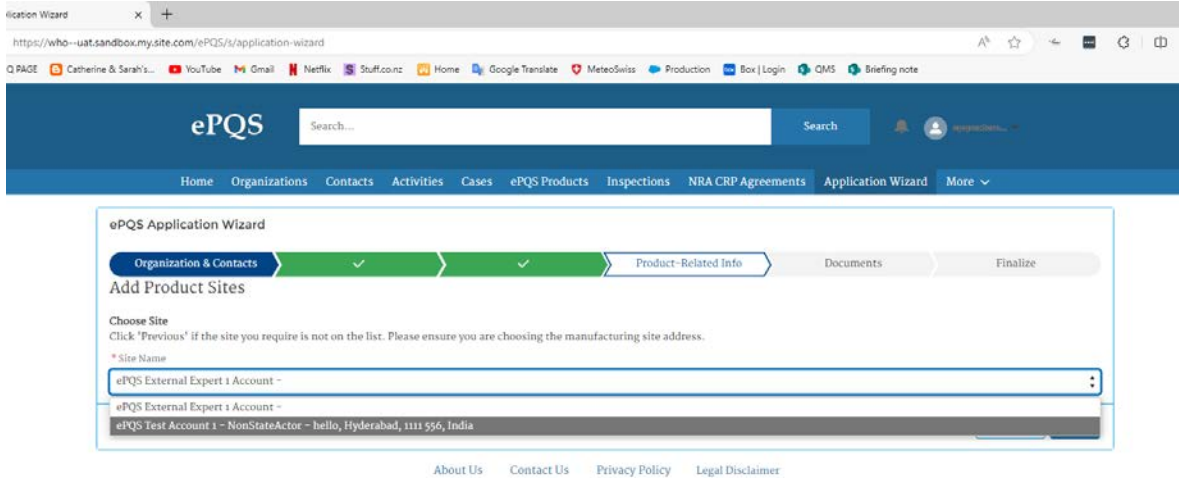 lication Wizard
https://who--uat.sandbox.my.site.com/ePQS/s/application-wizard
Q PAGE Catherine & Sarah's... YouTube Gmail Netflix Stuff.co.nz Home Google Translate MeteoSwiss Production Box | Login QMS Briefing note
ePQS Search... Search
Home Organizations Contacts Activities Cases ePQS Products Inspections NRA CRP Agreements Application Wizard More
ePQS Application Wizard
Organization & Contacts Product-Related Info Documents Finalize
Add Product Sites
Choose Site
Click 'Previous' if the site you require is not on the list. Please ensure you are choosing the manufacturing site address.
* Site Name
ePQS External Expert 1 Account -
ePQS External Expert 1 Account -
ePQS Test Account 1 - NonStateActor - hello, Hyderabad, 1111 556, India
About Us Contact Us Privacy Policy Legal Disclaimer